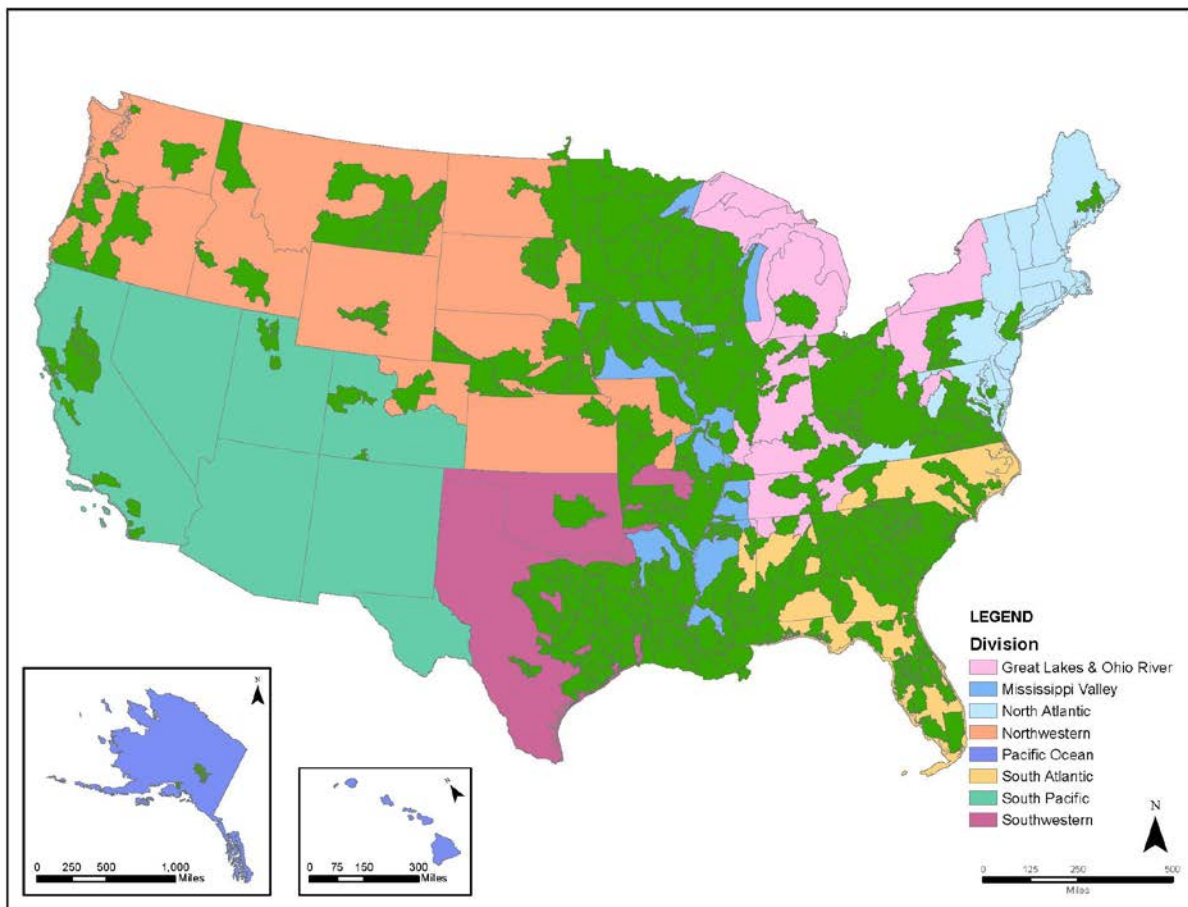 LEGEND
Division
Great Lakes & Ohio River
Mississippi Valley
North Atlantic
Northwestern
Pacific Ocean
South Atlantic
South Pacific
Southwestern
N
0 125 250 500
Miles
N
0 250 500 1,000
Miles
N
0 75 150 300
Miles